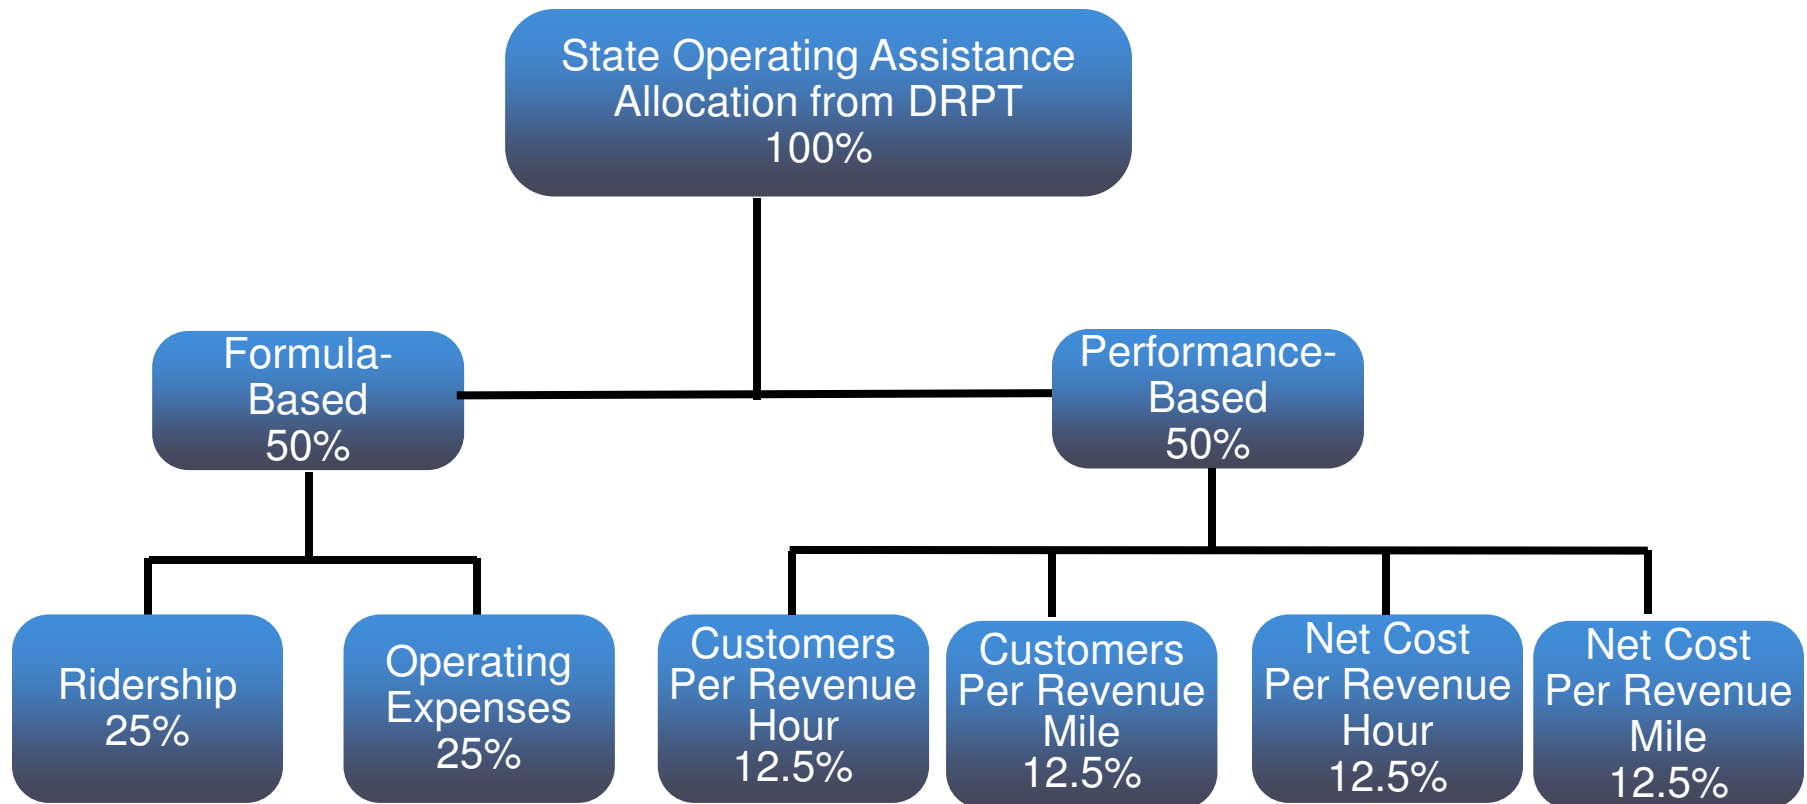 State Operating Assistance
Allocation from DRPT
100%
Formula-
Based
50%
Performance-
Based
50%
Ridership
25%
Operating
Expenses
25%
Customers
Per Revenue
Hour
12.5%
Customers
Per Revenue
Mile
12.5%
Net Cost
Per Revenue
Hour
12.5%
Net Cost
Per Revenue
Mile
12.5%